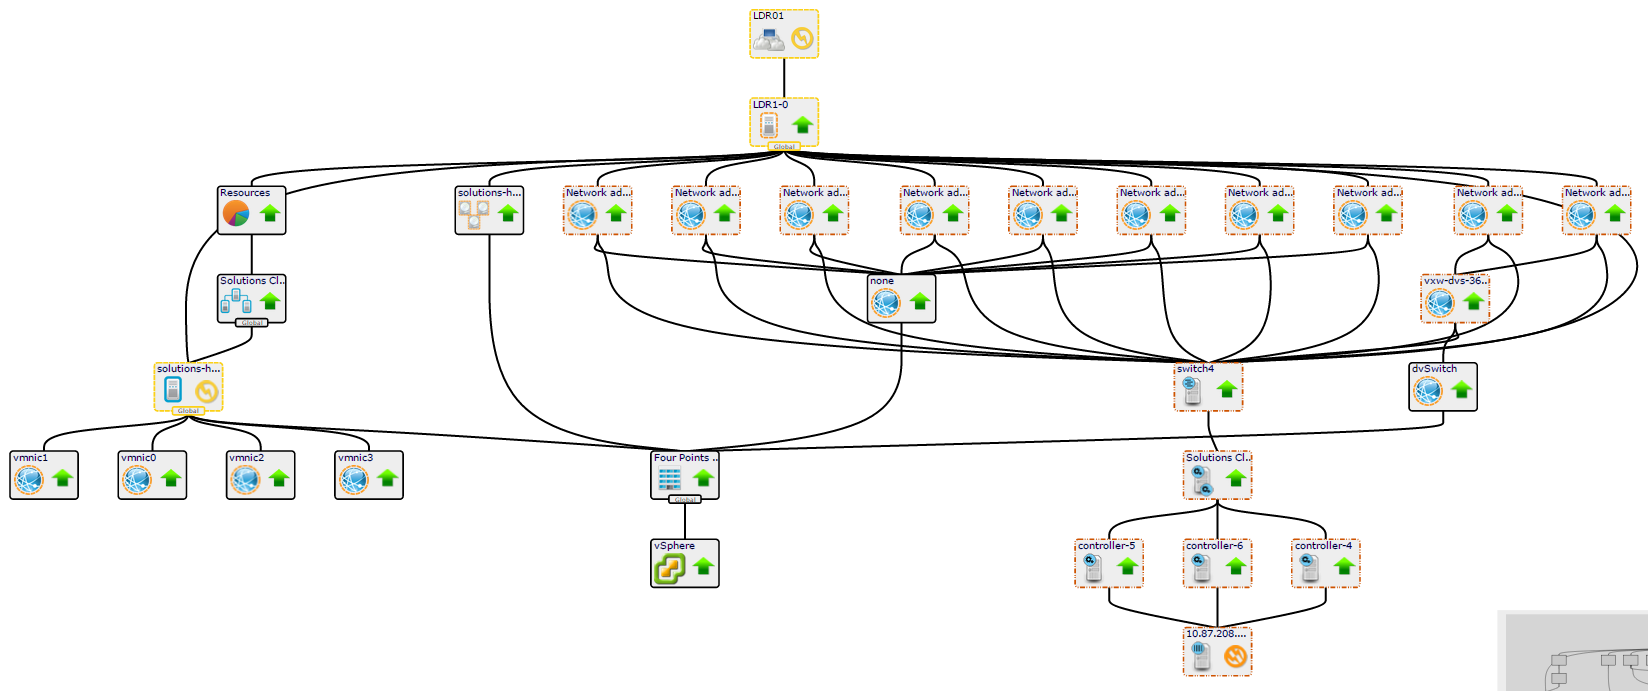 LDR01
LDR1-0
Global
Resources
solutions-h...
Network ad...
Network ad...
Network ad...
Network ad...
Network ad...
Network ad...
Network ad...
Network ad...
Network ad...
Network ad...
Solutions Cl..
Global
none
vxw-dvs-36..
solutions-h...
Global
switch4
dvSwitch
vmnic1
vmnic0
vmnic2
vmnic3
Four Points ..
Global
Solutions Cl..
vSphere
controller-5
controller-6
controller-4
10.87.208....